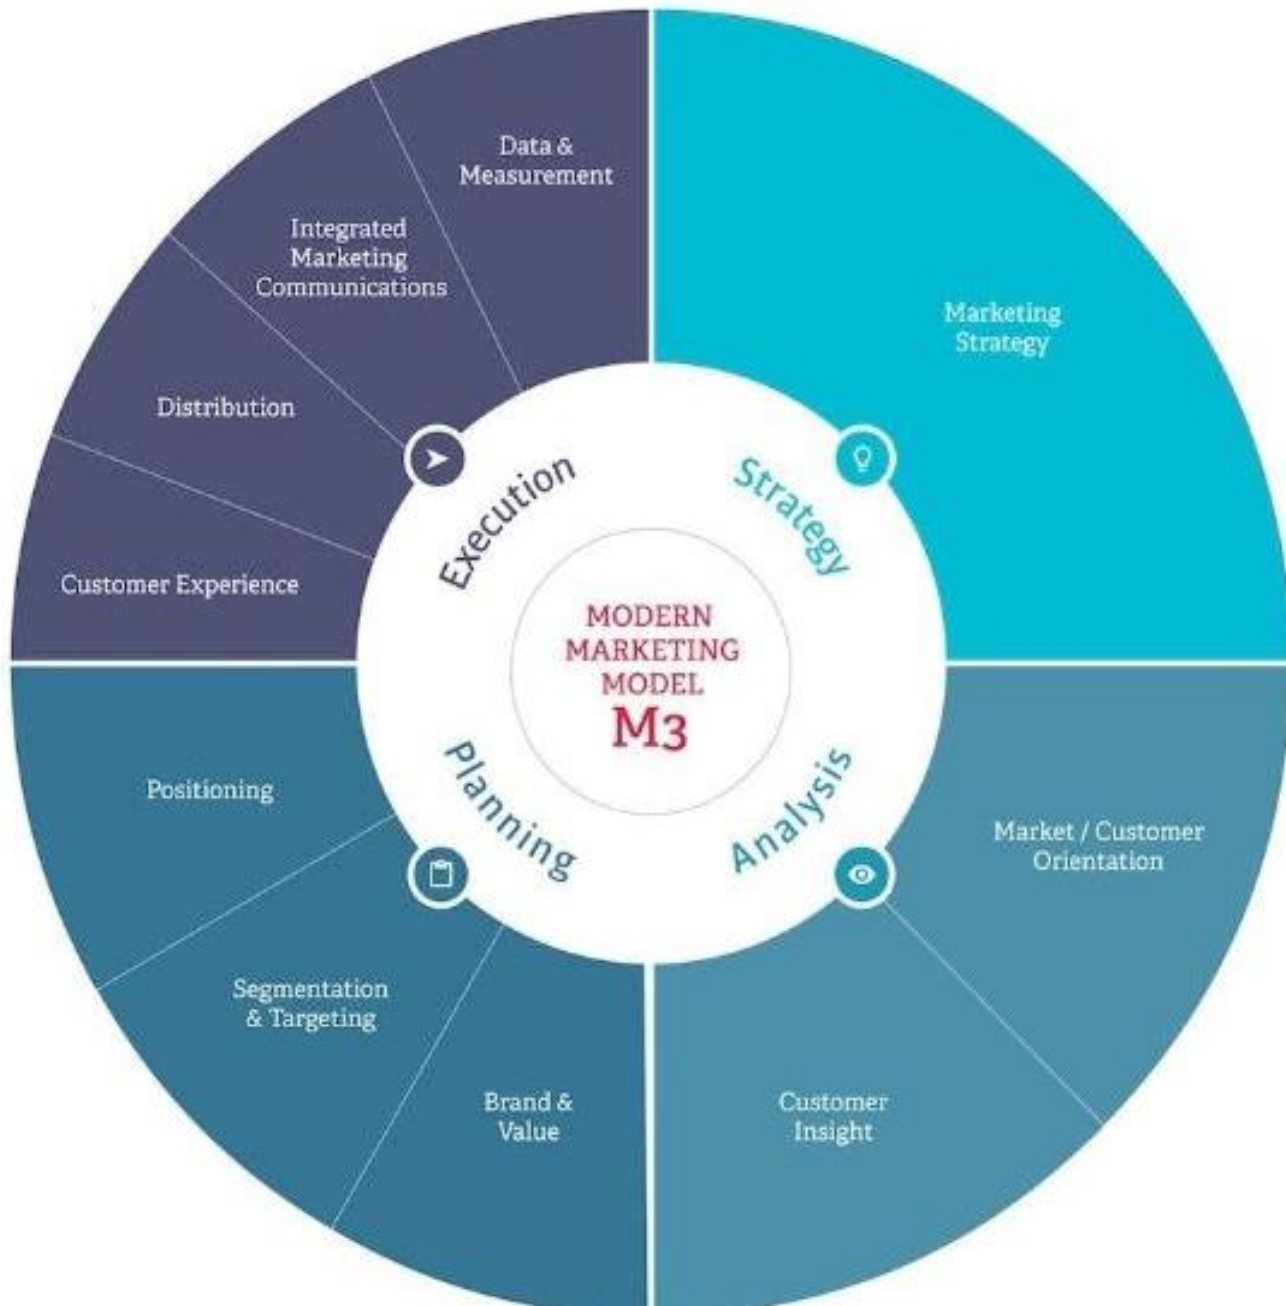 Data &
Measurement
Integrated
Marketing
Communications
Distribution
Customer Experience
Marketing
Strategy
Execution
Strategy
MODERN
MARKETING
MODEL
M3
Planning
Analysis
Positioning
Segmentation
& Targeting
Brand &
Value
Market / Customer
Orientation
Customer
Insight